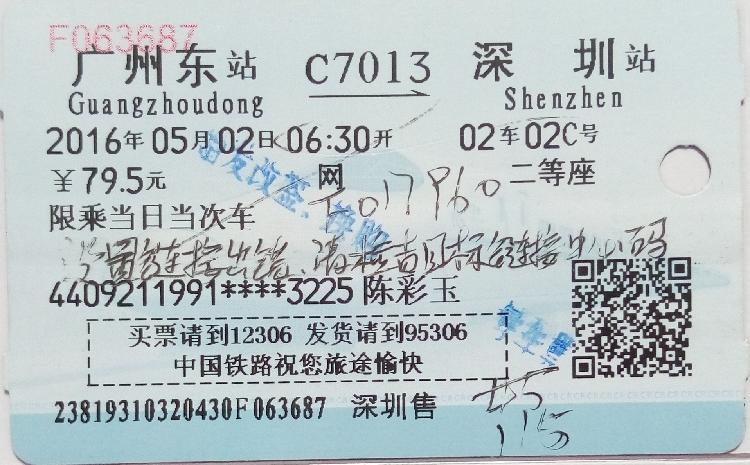 F063687
广州东站 C7013 深圳站
Guangzhoudong Shenzhen
2016年05月02日06:30开 02车02C号
￥79.5元 网 二等座
始发改签、
限乘当日当次车
4409211991****3225 陈彩玉
买票请到12306 发货请到95306
中国铁路祝您旅途愉快
23819310320430F063687 深圳售
115